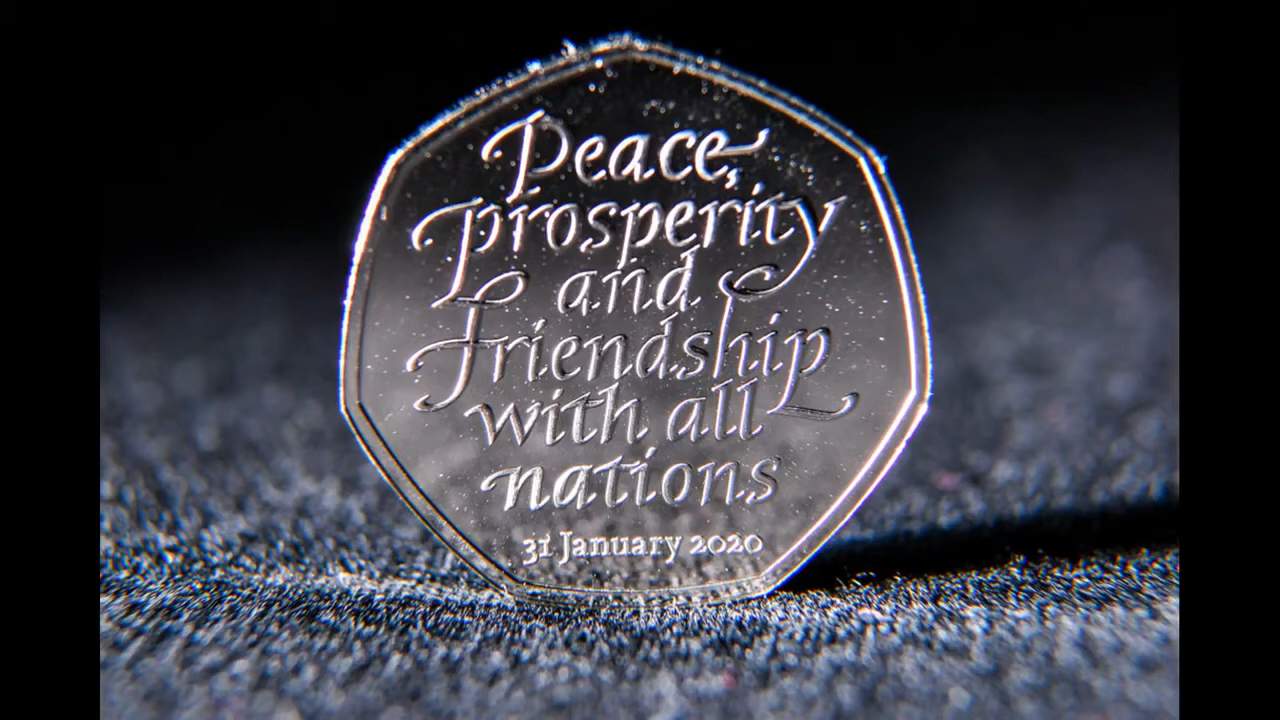 Peace,
prosperity
and
friendship
with all
nations
31 January 2020